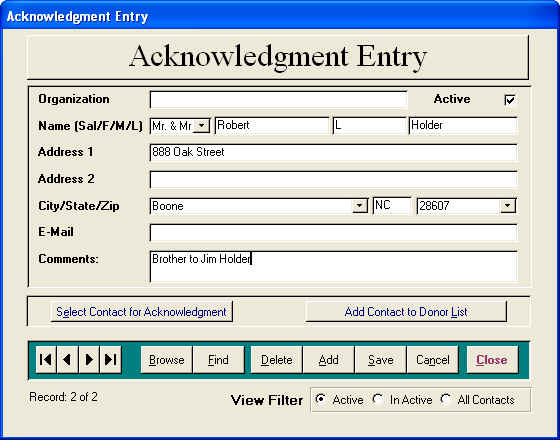 Acknowledgment Entry
Acknowledgment Entry
Organization Active
Name (Sal/F/M/L) Mr. & Mr Robert L Holder
Address 1 888 Oak Street
Address 2
City/State/Zip Boone NC 28607
E-Mail
Comments: Brother to Jim Holder
Select Contact for Acknowledgment Add Contact to Donor List
Browse Find Delete Add Save Cancel Close
Record: 2 of 2 View Filter Active In Active All Contacts